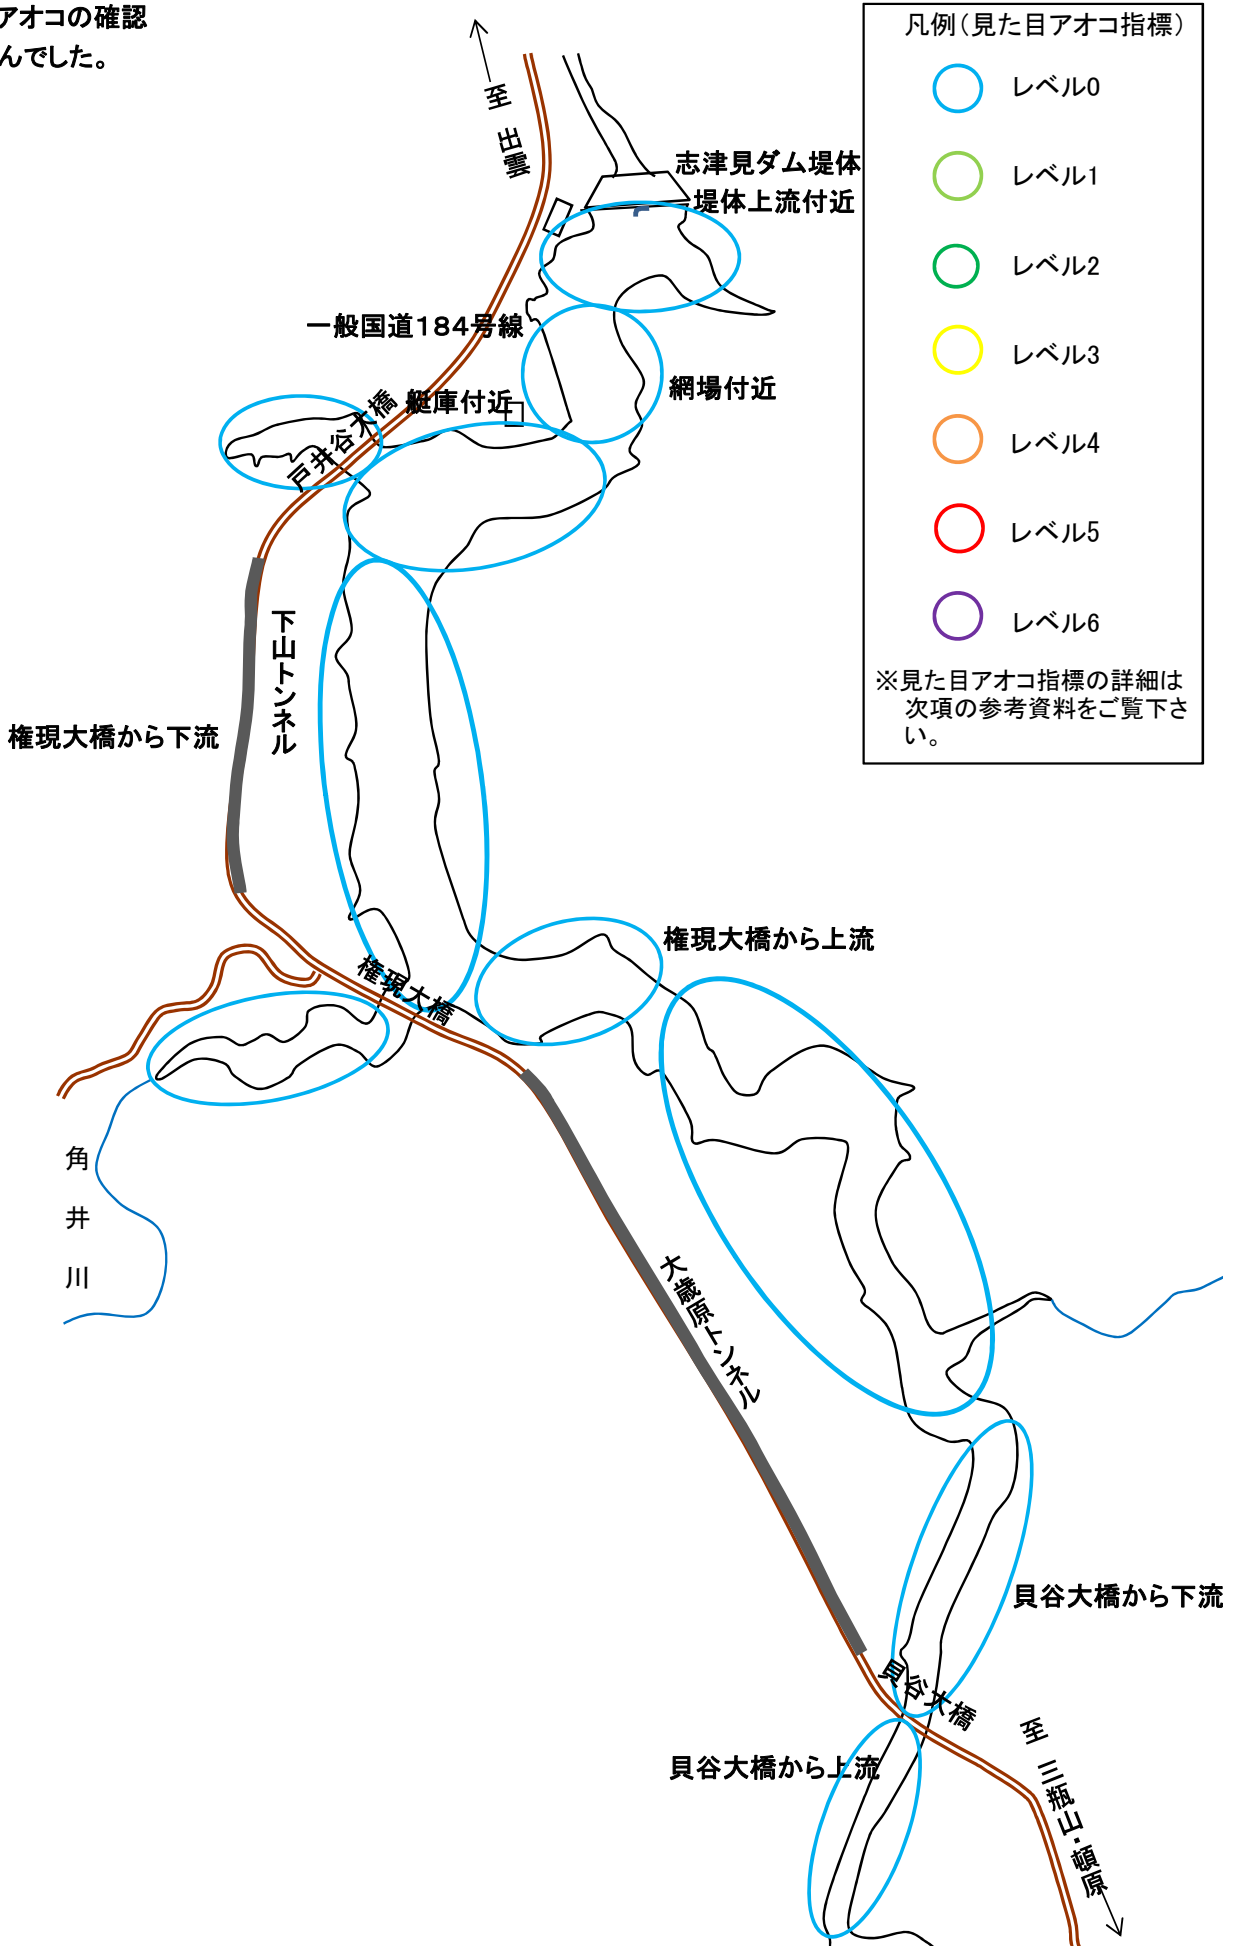 アオコの確認
んでした。
凡例(見た目アオコ指標)
レベル0
レベル1
レベル2
レベル3
レベル4
レベル5
レベル6
※見た目アオコ指標の詳細は
次項の参考資料をご覧下さ
い。
至 出雲
志津見ダム堤体
堤体上流付近
一般国道184号線
網場付近
艇庫付近
戸井谷大橋
下山トンネル
権現大橋から下流
権現大橋から上流
権現大橋
角井川
大歳原トンネル
貝谷大橋から下流
貝谷大橋
貝谷大橋から上流
至 三瓶山・頓原